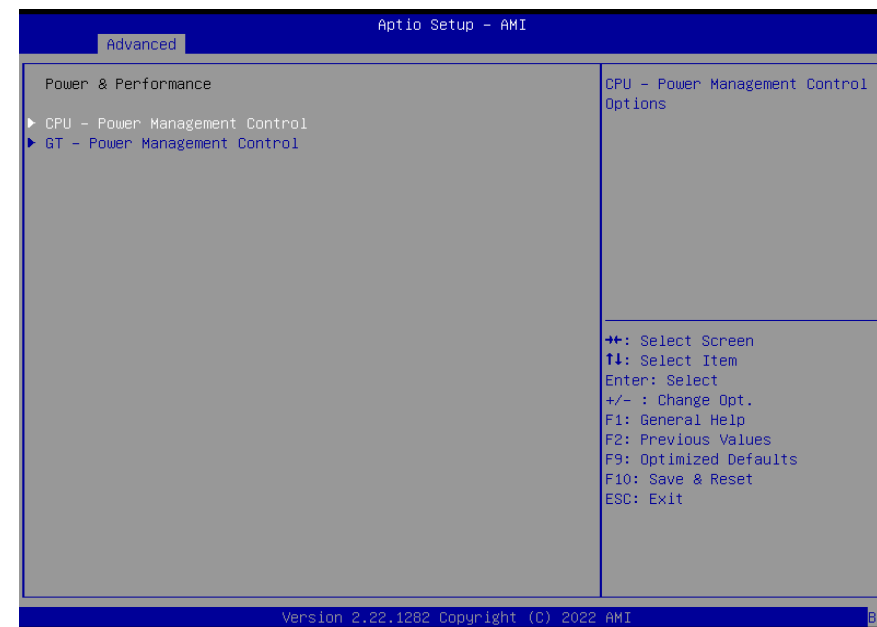 Aptio Setup – AMI
Advanced
Power & Performance
CPU – Power Management Control
GT – Power Management Control
CPU – Power Management Control
Options
→←: Select Screen
↑↓: Select Item
Enter: Select
+/– : Change Opt.
F1: General Help
F2: Previous Values
F9: Optimized Defaults
F10: Save & Reset
ESC: Exit
Version 2.22.1282 Copyright (C) 2022 AMI
B